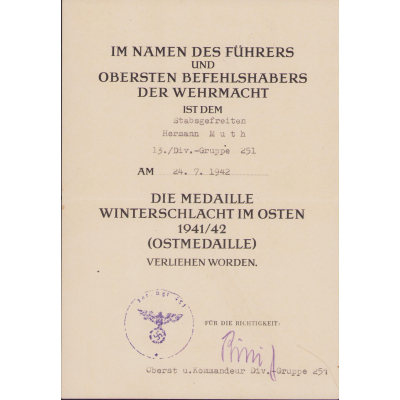 IM NAMEN DES FÜHRERS
UND
OBERSTEN BEFEHLSHABERS
DER WEHRMACHT
IST DEM
Stabsgefreiten
Hermann Muth
13./Div.-Gruppe 251
AM 24. 7. 1942
DIE MEDAILLE
WINTERSCHLACHT IM OSTEN
1941/42
(OSTMEDAILLE)
VERLIEHEN WORDEN.
FÜR DIE RICHTIGKEIT:
Oberst u.Kommandeur Div.-Gruppe 251